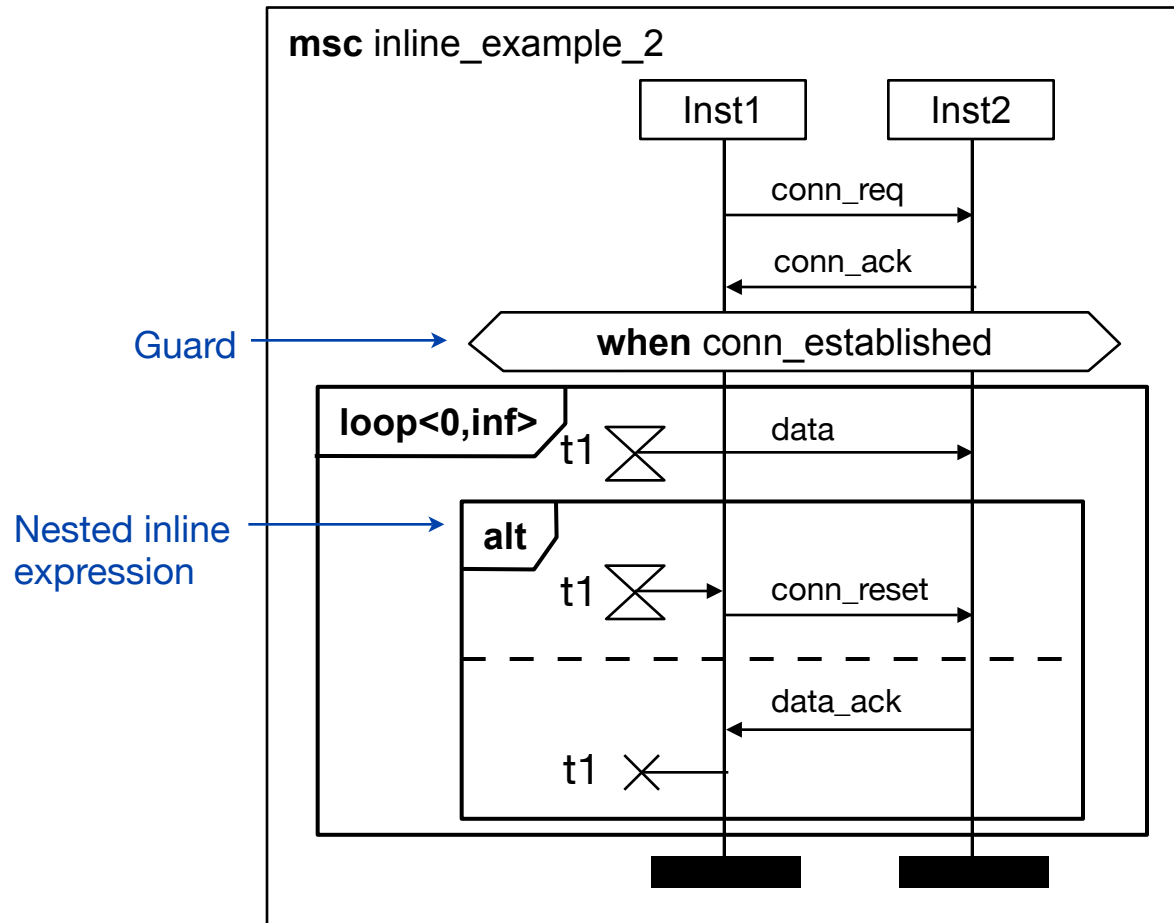 msc inline_example_2
Inst1
Inst2
conn_req
conn_ack
Guard
when conn_established
loop<0,inf>
t1
data
Nested inline
expression
alt
t1
conn_reset
data_ack
t1